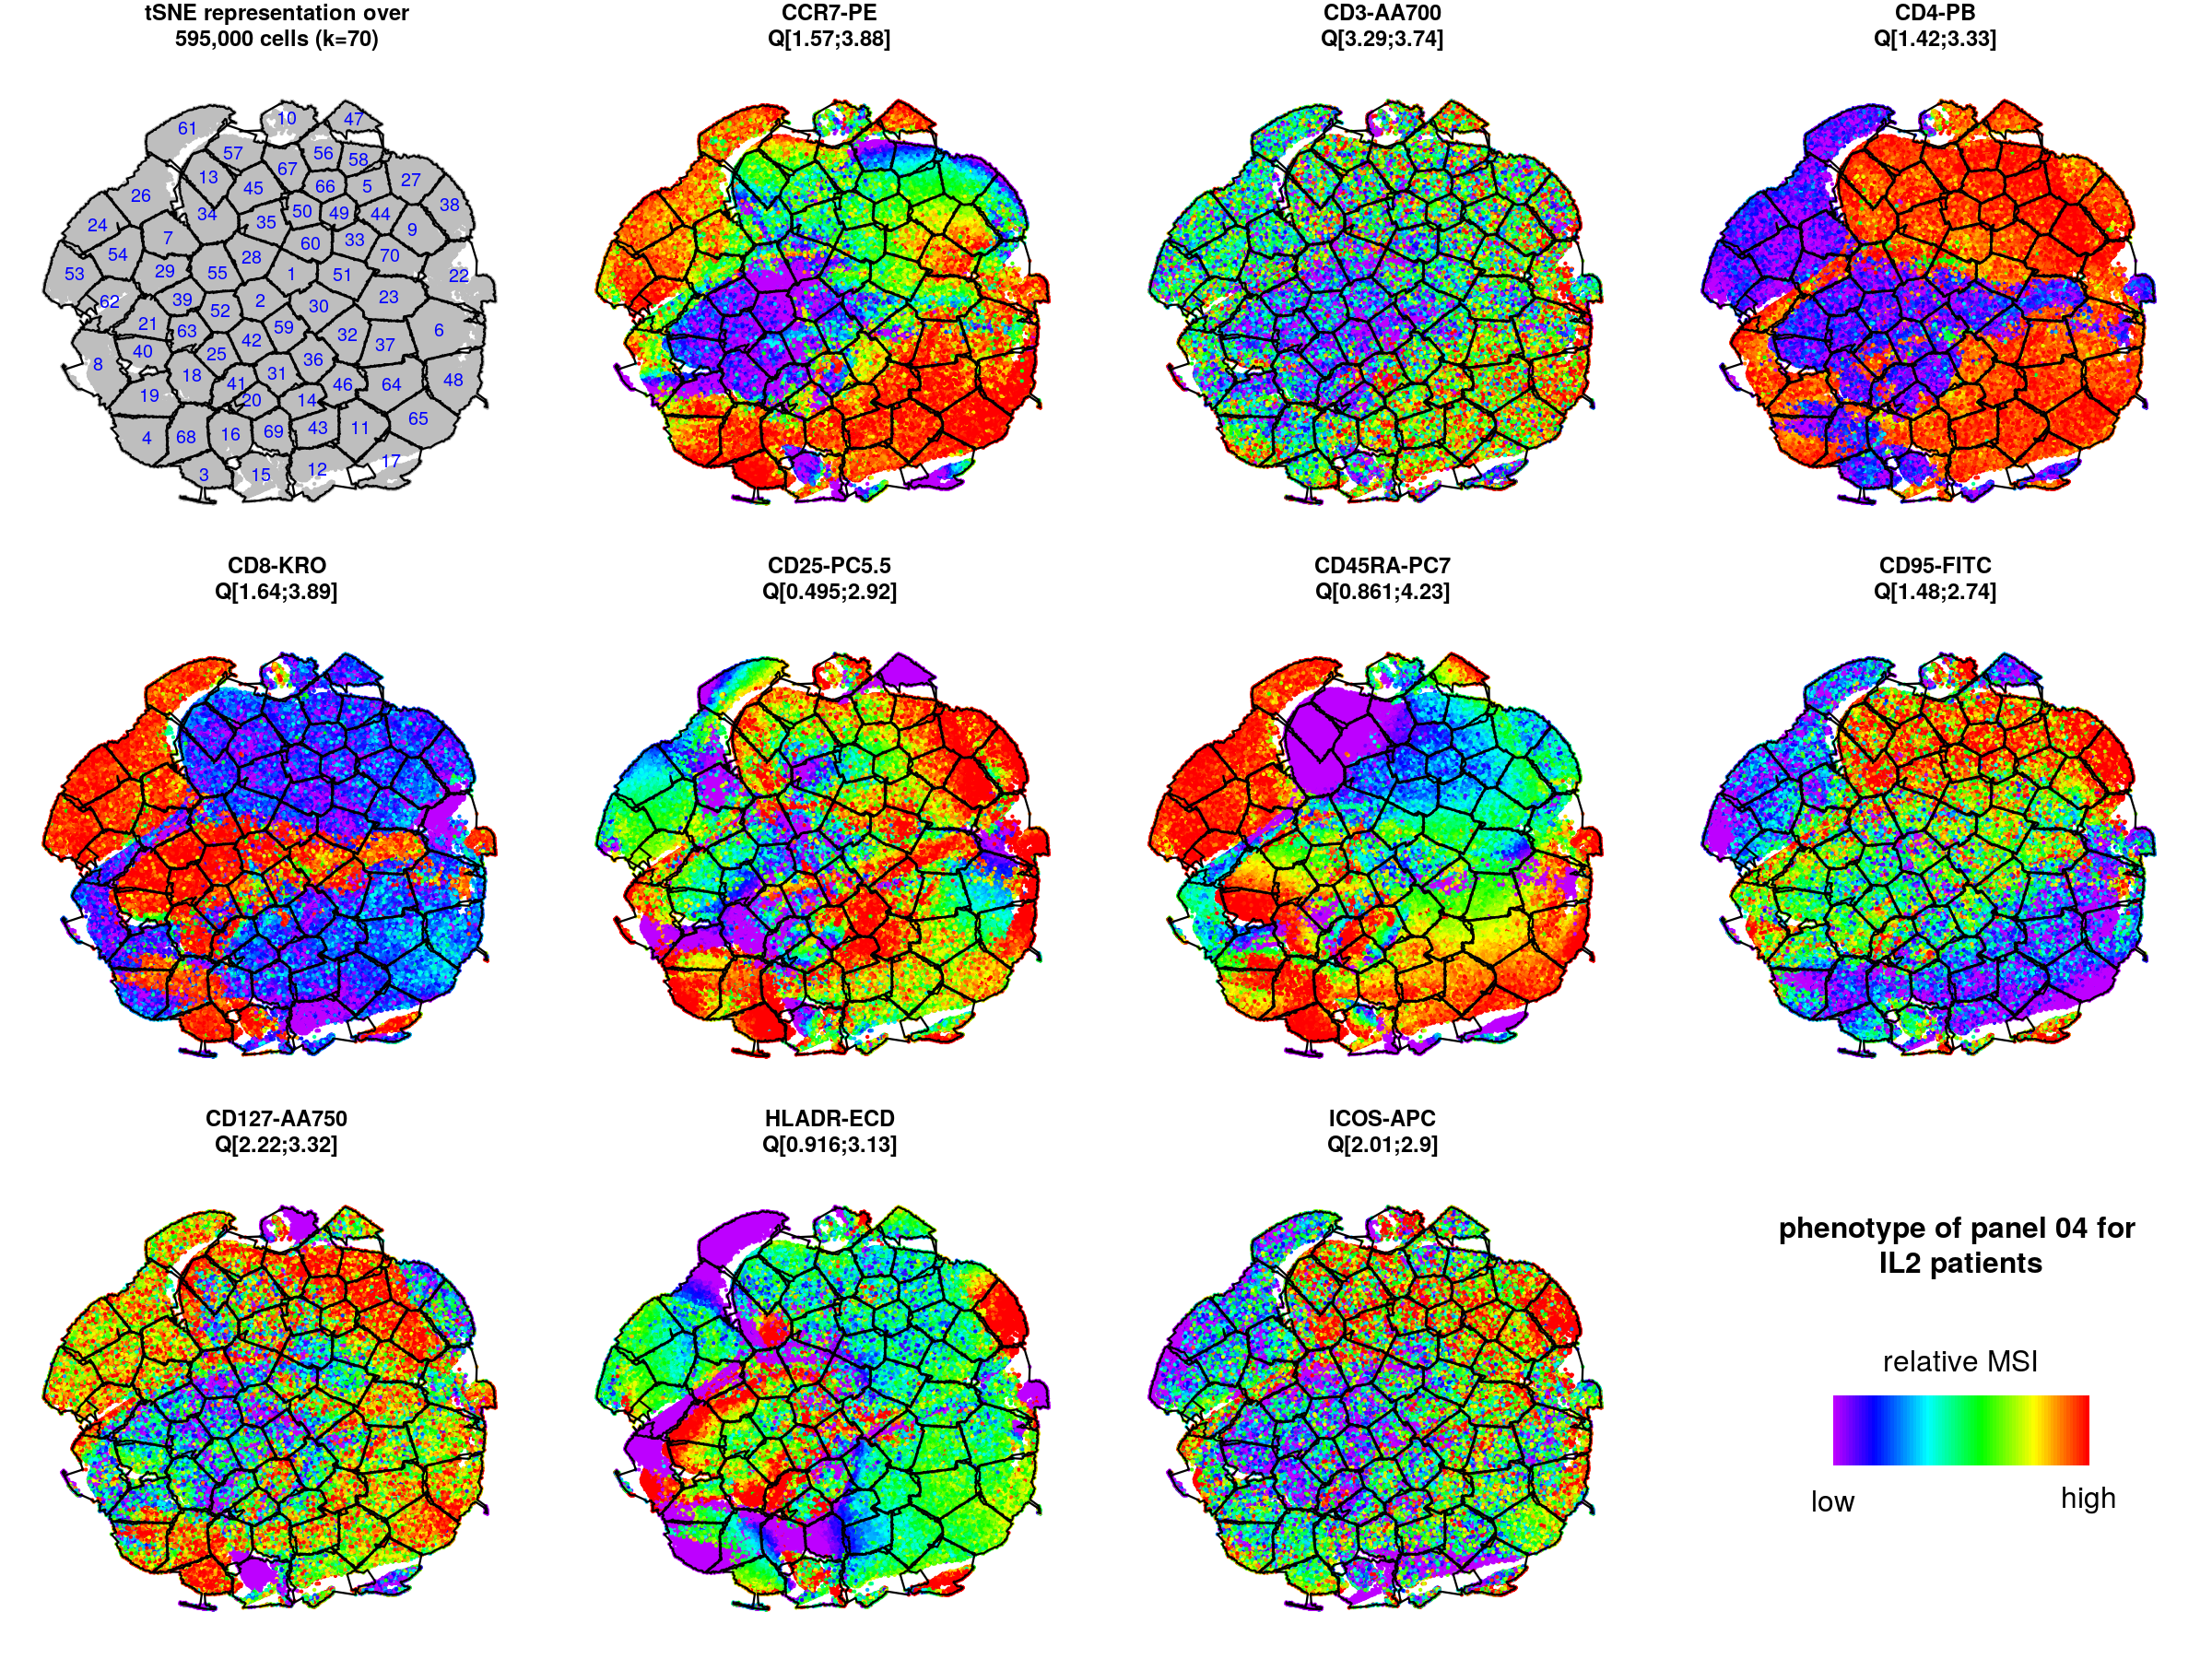 tSNE representation over
595,000 cells (k=70)
CCR7-PE
Q[1.57;3.88]
CD3-AA700
Q[3.29;3.74]
CD4-PB
Q[1.42;3.33]
61
10
47
57
67
56
58
13
45
66
5
27
26
34
35
50
49
44
38
24
7
60
33
9
54
28
70
53
29
55
1
51
22
62
39
52
2
30
23
21
63
59
32
6
40
25
42
37
8
18
36
41
31
46
64
48
19
20
14
4
68
16
69
43
11
65
3
15
12
17
CD8-KRO
Q[1.64;3.89]
CD25-PC5.5
Q[0.495;2.92]
CD45RA-PC7
Q[0.861;4.23]
CD95-FITC
Q[1.48;2.74]
CD127-AA750
Q[2.22;3.32]
HLADR-ECD
Q[0.916;3.13]
ICOS-APC
Q[2.01;2.9]
phenotype of panel 04 for
IL2 patients
relative MSI
low
high